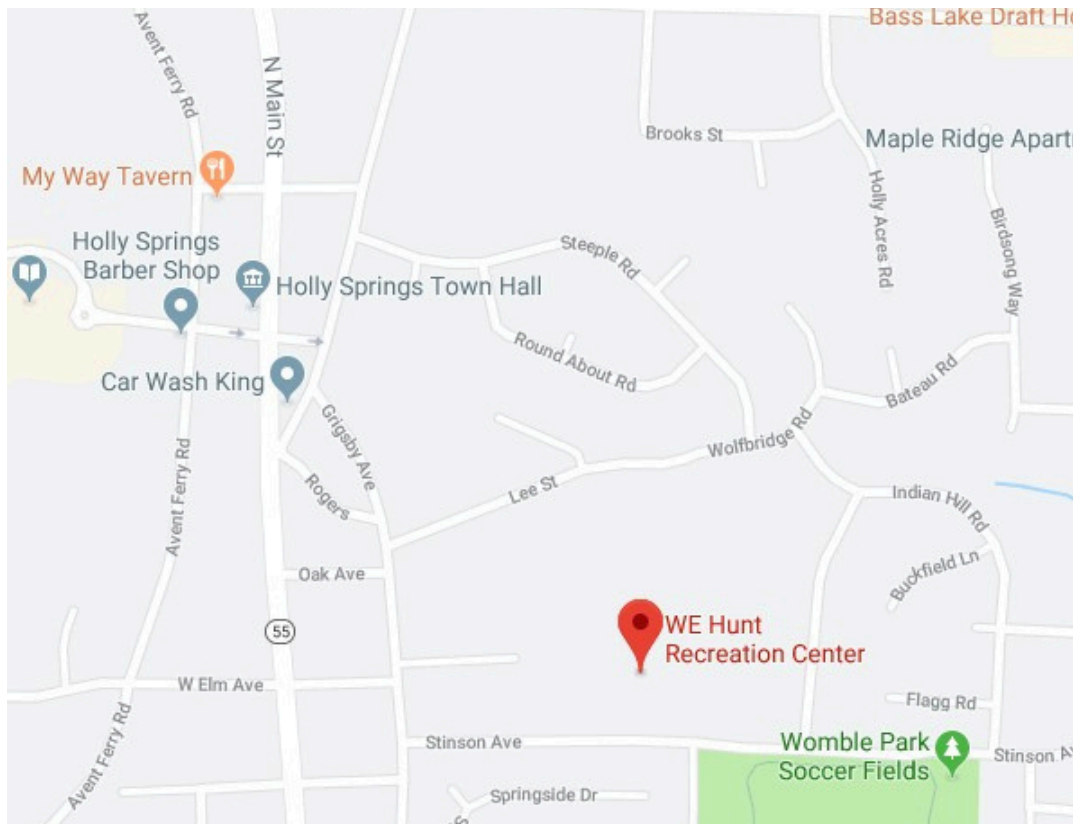 Bass Lake Draft Ho
Avent Ferry Rd
N Main St
Brooks St
Maple Ridge Apart
My Way Tavern
Holly Acres Rd
Birdsong Way
Holly Springs
Barber Shop
Steeple Rd
Holly Springs Town Hall
Round About Rd
Car Wash King
Bateau Rd
Grigsby Ave
Wolfbridge Rd
Avent Ferry Rd
Rogers
Lee St
Indian Hill Rd
Buckfield Ln
Oak Ave
55
WE Hunt
Recreation Center
W Elm Ave
Flagg Rd
Avent Ferry Rd
Stinson Ave
Womble Park
Soccer Fields
Stinson Av
Springside Dr
S